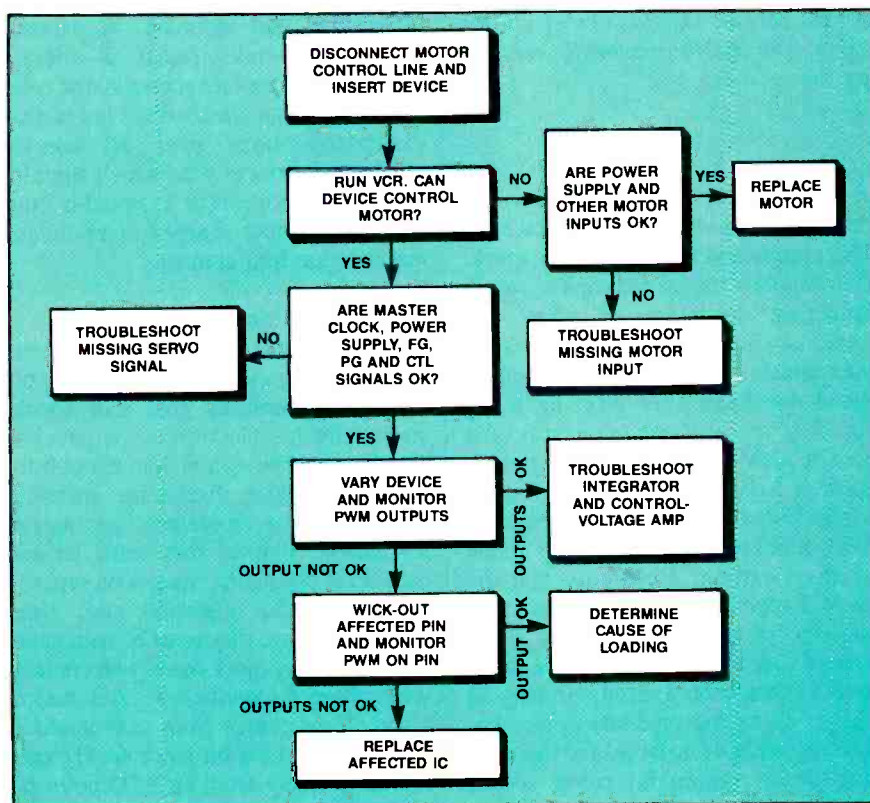 DISCONNECT MOTOR
CONTROL LINE AND
INSERT DEVICE
RUN VCR. CAN
DEVICE CONTROL
MOTOR?
NO
ARE POWER
SUPPLY AND
OTHER MOTOR
INPUTS OK?
YES
REPLACE
MOTOR
YES
NO
TROUBLESHOOT
MISSING MOTOR
INPUT
ARE MASTER
CLOCK, POWER
SUPPLY, FG,
PG AND CTL
SIGNALS OK?
NO
TROUBLESHOOT
MISSING SERVO
SIGNAL
YES
VARY DEVICE
AND MONITOR
PWM OUTPUTS
OUTPUTS OK
TROUBLESHOOT
INTEGRATOR
AND CONTROL-
VOLTAGE AMP
OUTPUT NOT OK
WICK-OUT
AFFECTED PIN
AND MONITOR
PWM ON PIN
OUTPUT OK
DETERMINE
CAUSE OF
LOADING
OUTPUTS NOT OK
REPLACE
AFFECTED IC